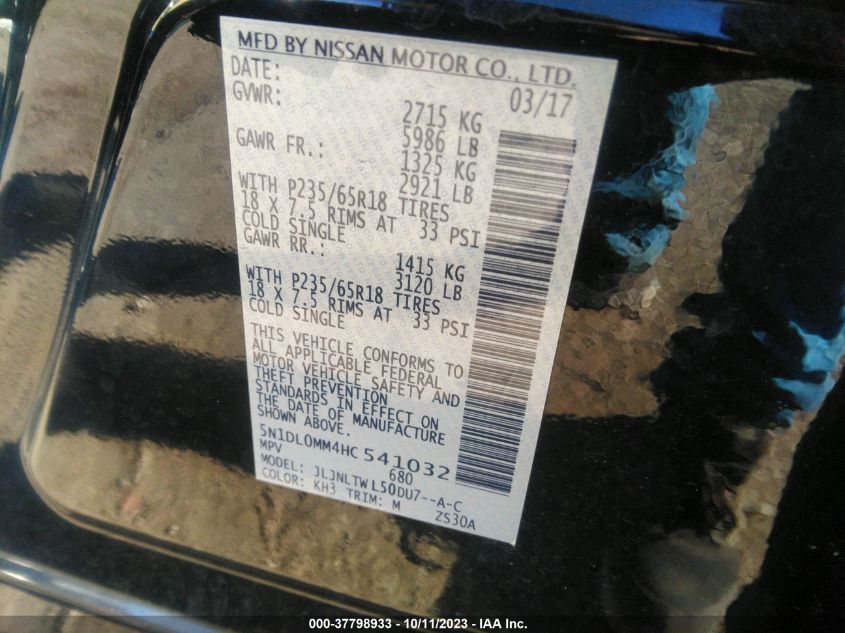 MFD BY NISSAN MOTOR CO., LTD.
DATE: 03/17
GVWR: 2715 KG
5986 LB
GAWR FR.: 1325 KG
2921 LB
WITH P235/65R18 TIRES
18 X 7.5 RIMS AT 33 PSI
COLD SINGLE
GAWR RR.: 1415 KG
3120 LB
WITH P235/65R18 TIRES
18 X 7.5 RIMS AT 33 PSI
COLD SINGLE
THIS VEHICLE CONFORMS TO
ALL APPLICABLE FEDERAL
MOTOR VEHICLE SAFETY AND
THEFT PREVENTION
STANDARDS IN EFFECT ON
THE DATE OF MANUFACTURE
SHOWN ABOVE.
5N1DL0MM4HC 541032
MPV 680
MODEL: JLJNLTWL50DU7--A-C
COLOR: KH3 TRIM: M ZS30A
000-37798933 - 10/11/2023 - IAA Inc.